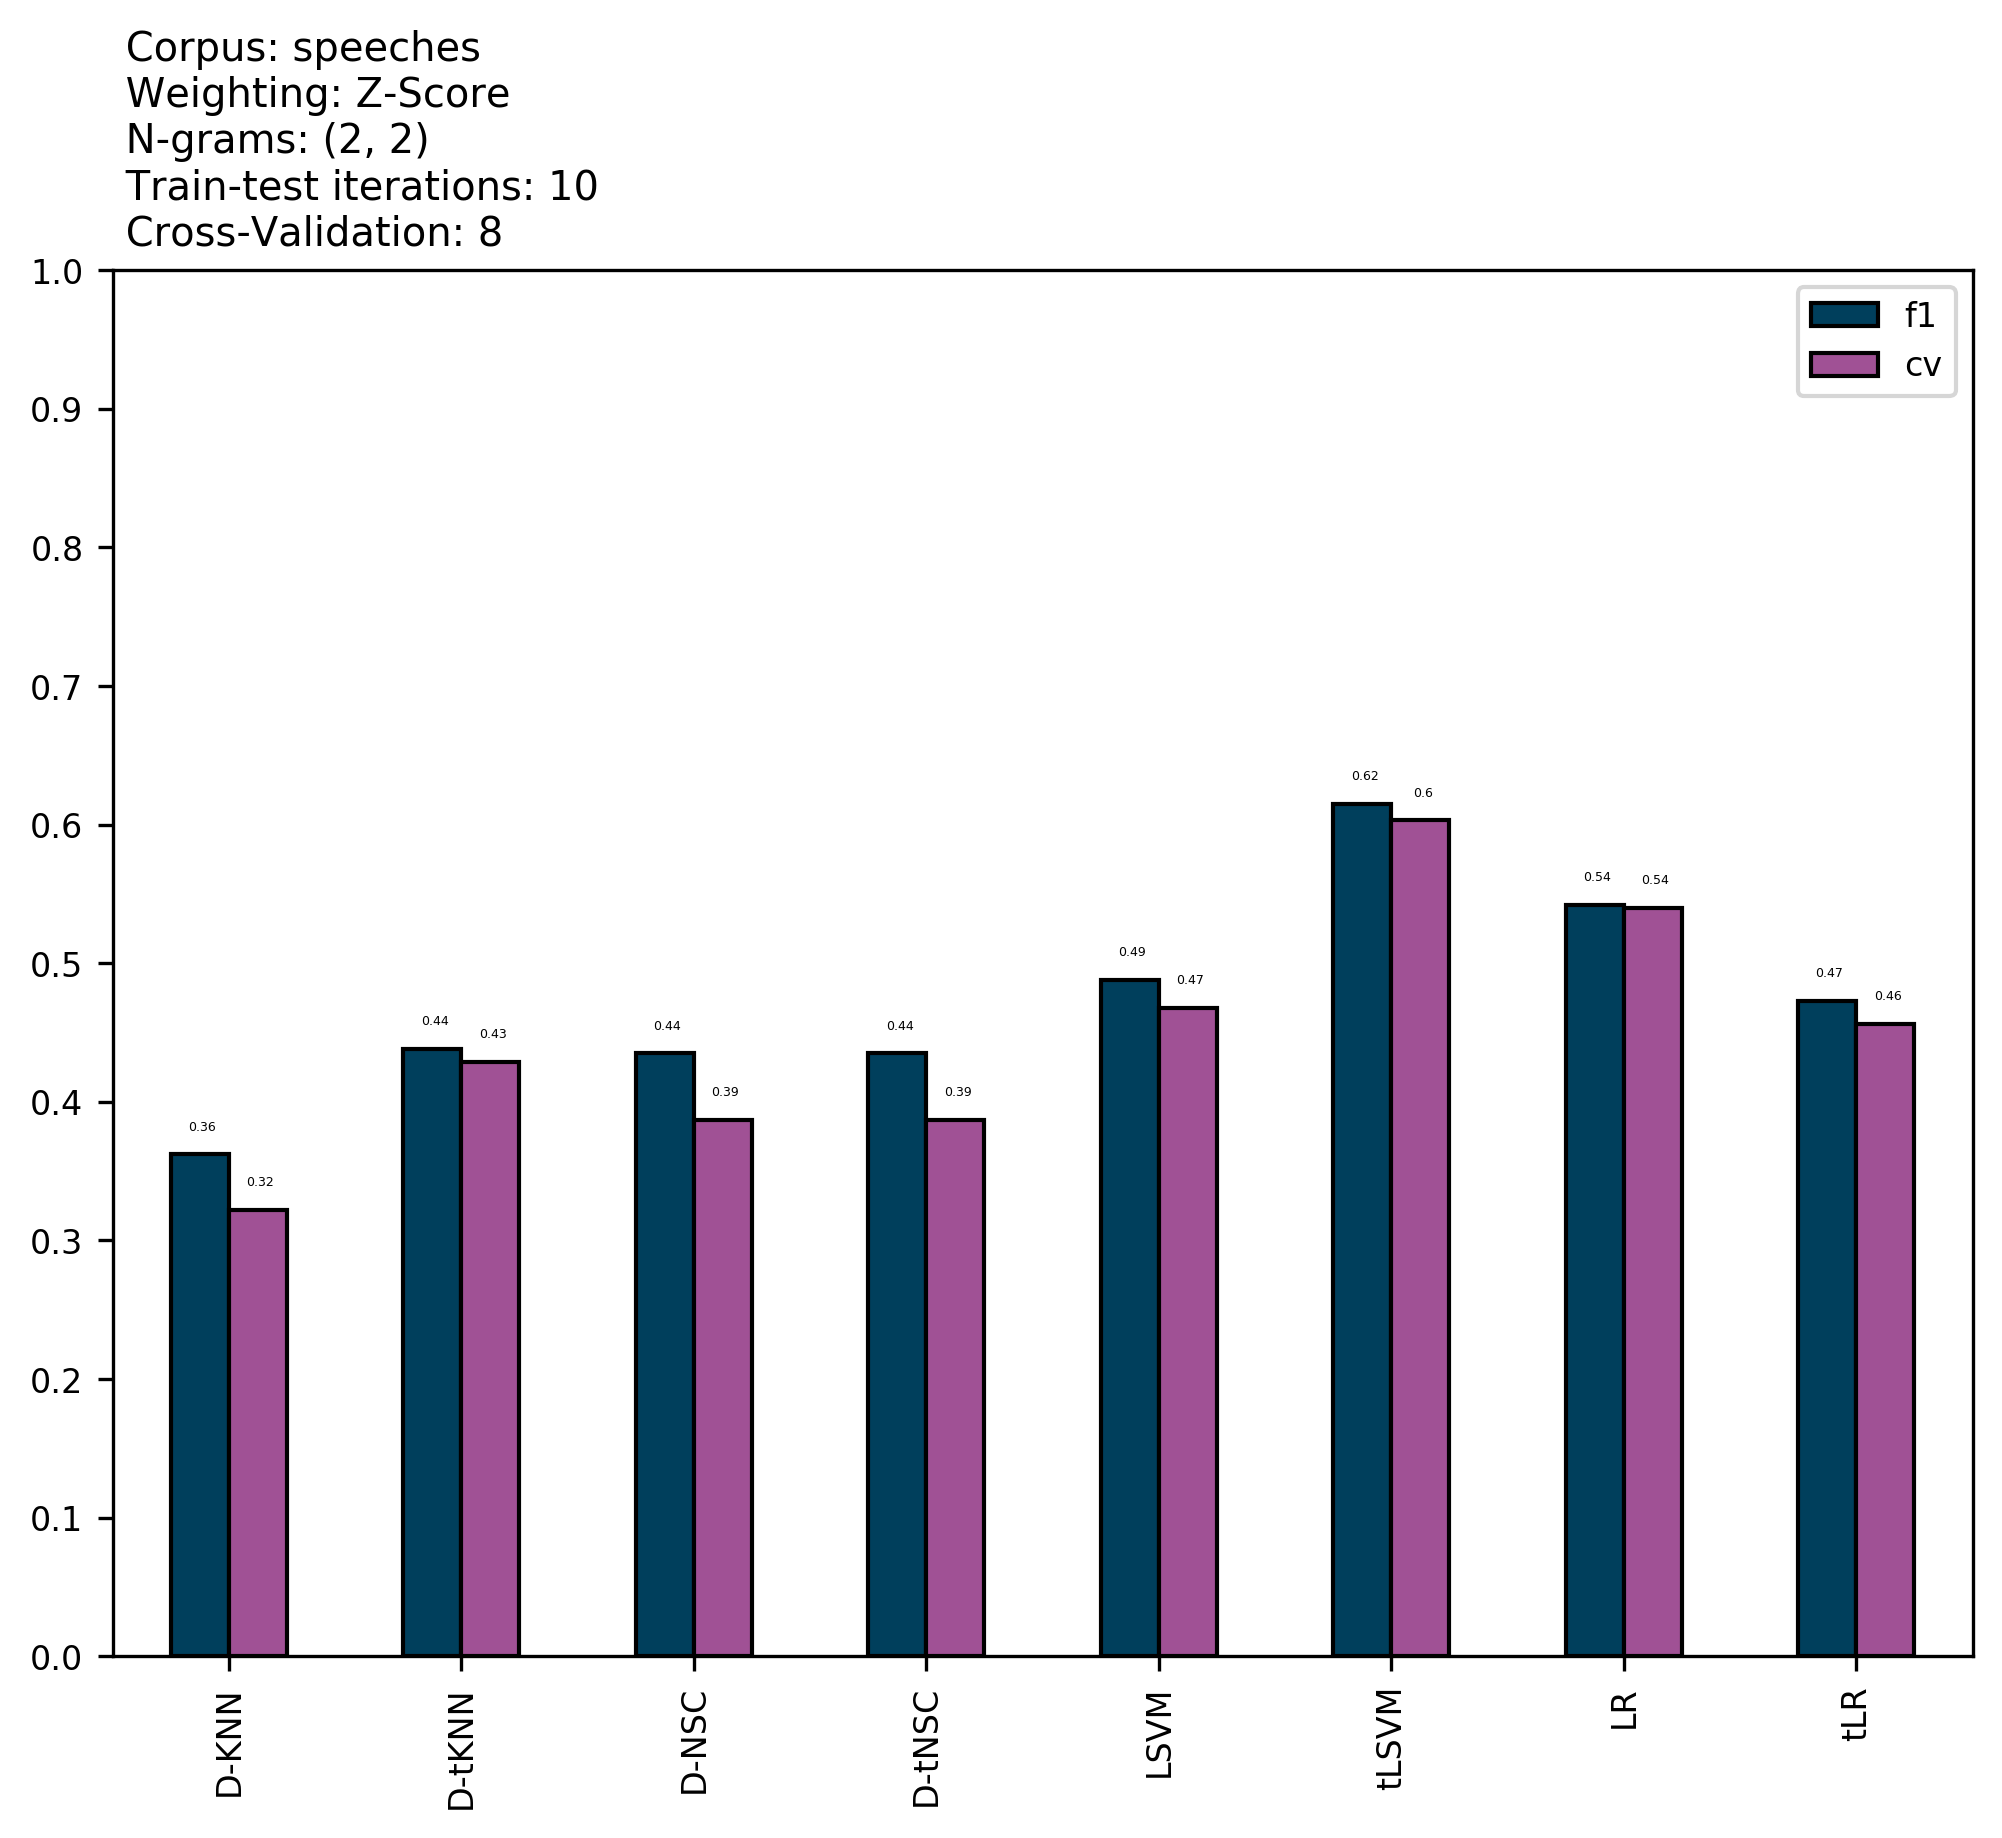 Corpus: speeches
Weighting: Z-Score
N-grams: (2, 2)
Train-test iterations: 10
Cross-Validation: 8
1.0
f1
cv
0.9
0.8
0.7
0.62
0.6
0.6
0.54
0.54
0.5
0.49
0.47
0.47
0.46
0.44
0.43
0.44
0.39
0.44
0.39
0.4
0.36
0.32
0.3
0.2
0.1
0.0
D-KNN
D-tKNN
D-NSC
D-tNSC
LSVM
tLSVM
LR
tLR